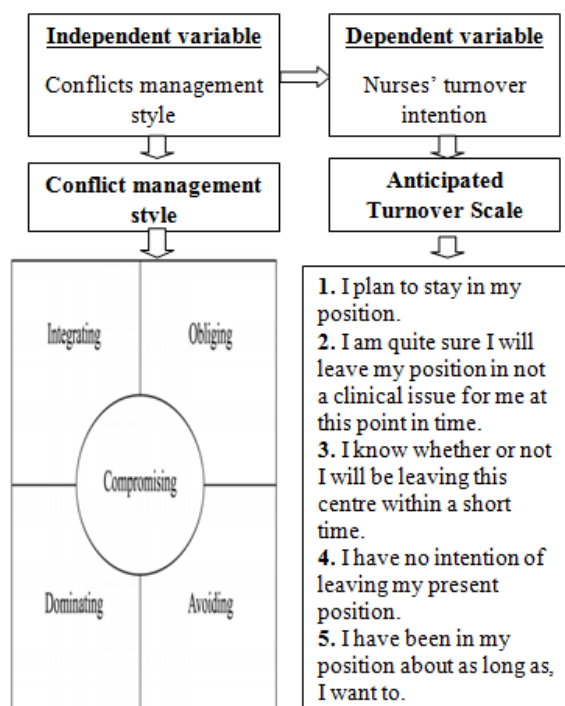 Independent variable
Conflicts management
style
Dependent variable
Nurses' turnover
intention
Conflict management
style
Anticipated
Turnover Scale
Integrating
Obliging
Compromising
Dominating
Avoiding
1. I plan to stay in my
position.
2. I am quite sure I will
leave my position in not
a clinical issue for me at
this point in time.
3. I know whether or not
I will be leaving this
centre within a short
time.
4. I have no intention of
leaving my present
position.
5. I have been in my
position about as long as,
I want to.